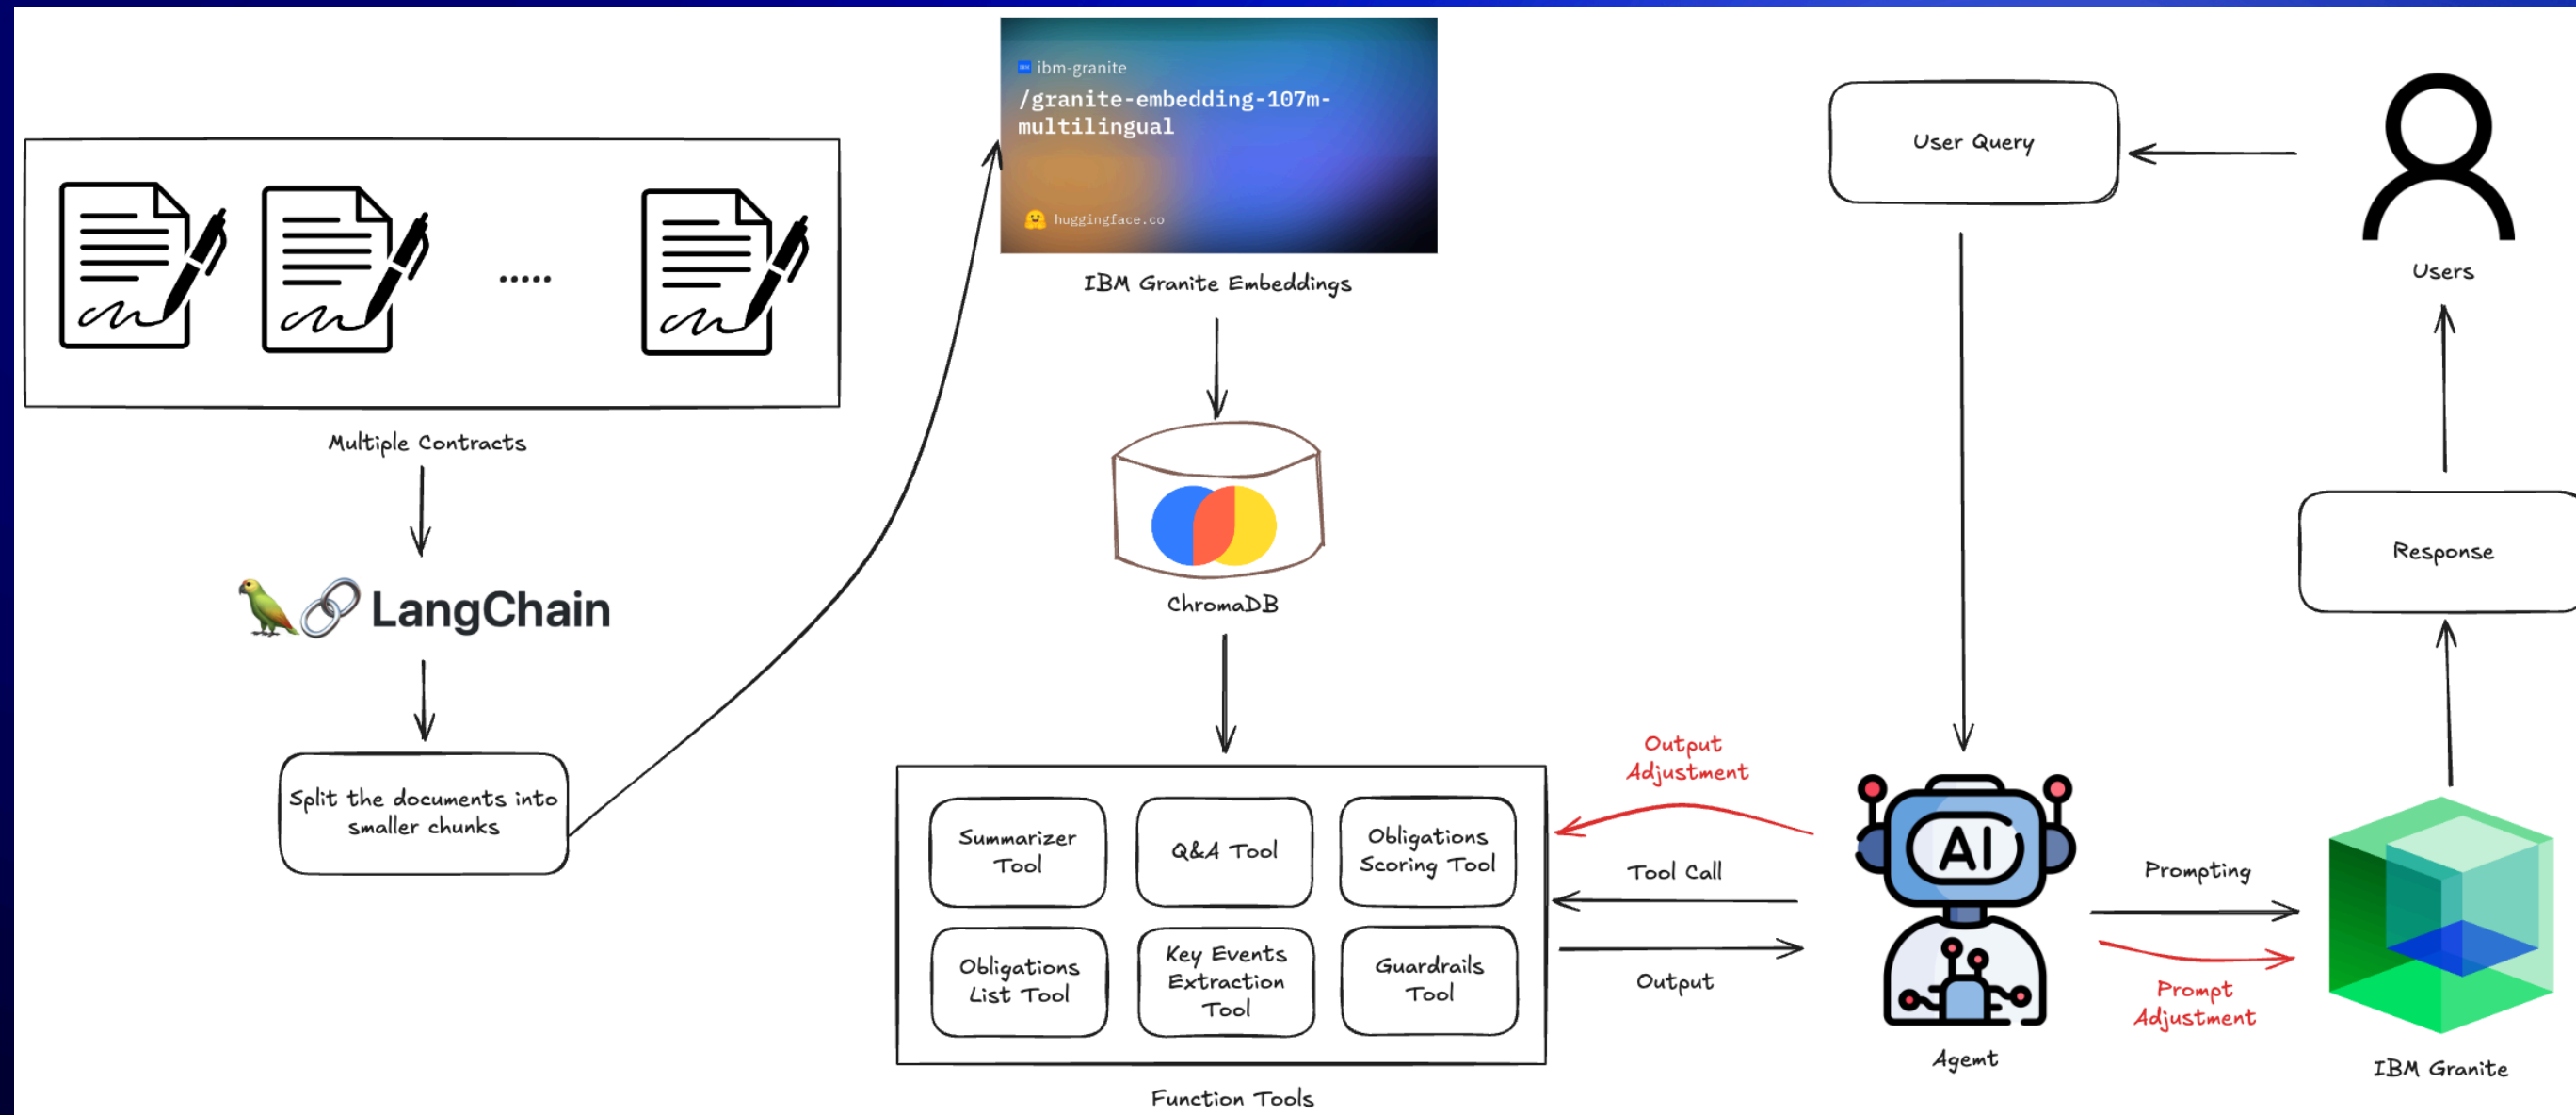 Multiple Contracts
LangChain
Split the documents into
smaller chunks
ibm-granite
/granite-embedding-107m-
multilingual
huggingface.co
IBM Granite Embeddings
ChromaDB
Summarizer
Tool
Q&A Tool
Obligations
Scoring Tool
Obligations
List Tool
Key Events
Extraction
Tool
Guardrails
Tool
Function Tools
Output
Adjustment
Tool Call
Output
User Query
Users
AI
Agemt
Prompting
Prompt
Adjustment
IBM Granite
Response